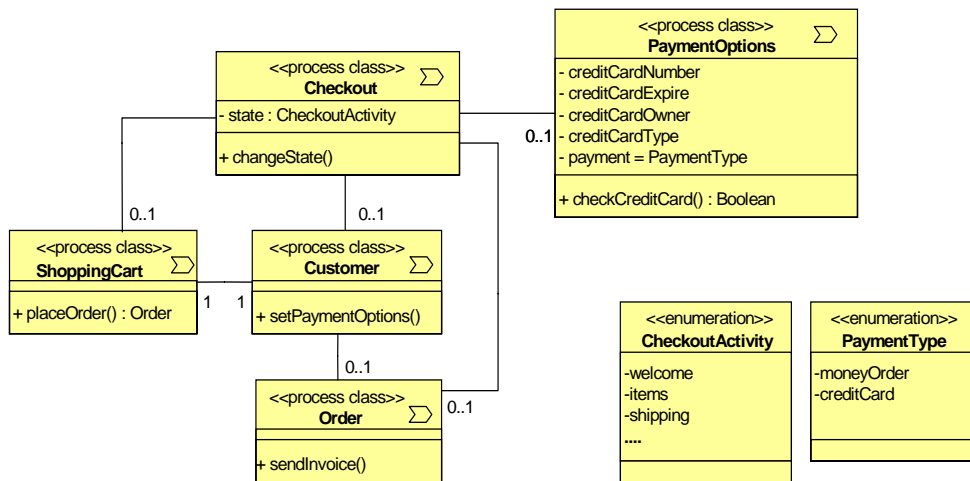 <<process class>>
Checkout
- state : CheckoutActivity
+ changeState()
<<process class>>
PaymentOptions
- creditCardNumber
- creditCardExpire
- creditCardOwner
- creditCardType
- payment = PaymentType
+ checkCreditCard() : Boolean
0..1
0..1
0..1
<<process class>>
ShoppingCart
+ placeOrder() : Order
1
1
<<process class>>
Customer
+ setPaymentOptions()
0..1
0..1
<<process class>>
Order
+ sendInvoice()
<<enumeration>>
CheckoutActivity
-welcome
-items
-shipping
....
<<enumeration>>
PaymentType
-moneyOrder
-creditCard